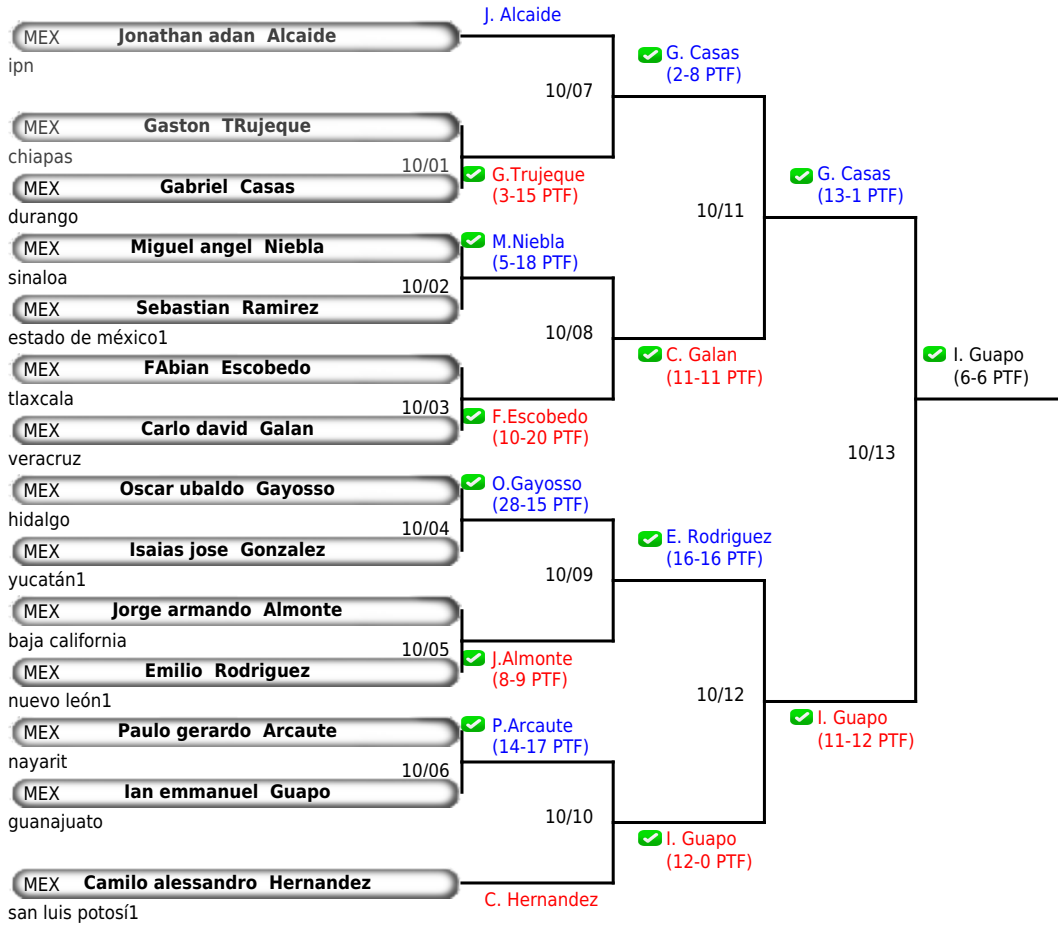 J. Alcaide
MEX Jonathan adan Alcaide
ipn
G. Casas
(2-8 PTF)
10/07
MEX Gaston TRujeque
chiapas
10/01
G.Trujeque
(3-15 PTF)
G. Casas
(13-1 PTF)
MEX Gabriel Casas
durango
10/11
MEX Miguel angel Niebla
sinaloa
M.Niebla
(5-18 PTF)
10/02
MEX Sebastian Ramirez
estado de méxico1
10/08
C. Galan
(11-11 PTF)
I. Guapo
(6-6 PTF)
MEX FAbian Escobedo
tlaxcala
10/03
F.Escobedo
(10-20 PTF)
MEX Carlo david Galan
veracruz
10/13
MEX Oscar ubaldo Gayosso
hidalgo
O.Gayosso
(28-15 PTF)
10/04
E. Rodriguez
(16-16 PTF)
MEX Isaias jose Gonzalez
yucatán1
10/09
MEX Jorge armando Almonte
baja california
10/05
J.Almonte
(8-9 PTF)
MEX Emilio Rodriguez
nuevo león1
10/12
I. Guapo
(11-12 PTF)
MEX Paulo gerardo Arcaute
nayarit
P.Arcaute
(14-17 PTF)
10/06
MEX Ian emmanuel Guapo
guanajuato
10/10
I. Guapo
(12-0 PTF)
MEX Camilo alessandro Hernandez
san luis potosí1
C. Hernandez